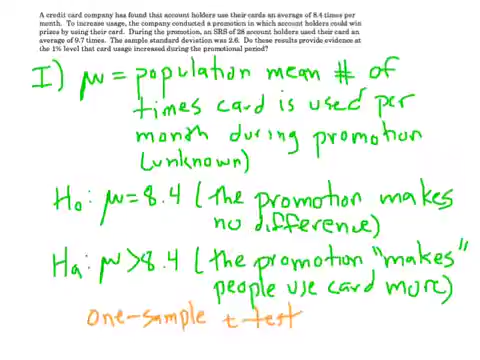 A credit card company has found that account holders use their cards an average of 8.4 times per
month. To increase usage, the company conducted a promotion in which account holders could win
prizes by using their card. During the promotion, an SRS of 28 account holders used their card an
average of 9.7 times. The sample standard deviation was 2.6. Do these results provide evidence at
the 1% level that card usage increased during the promotional period?
I) μ = population mean # of
times card is used per
month during promotion
(unknown)
H₀: μ=8.4 (the promotion makes
no difference)
Hₐ: μ>8.4 (the promotion "makes"
people use card more)
one-sample t-test